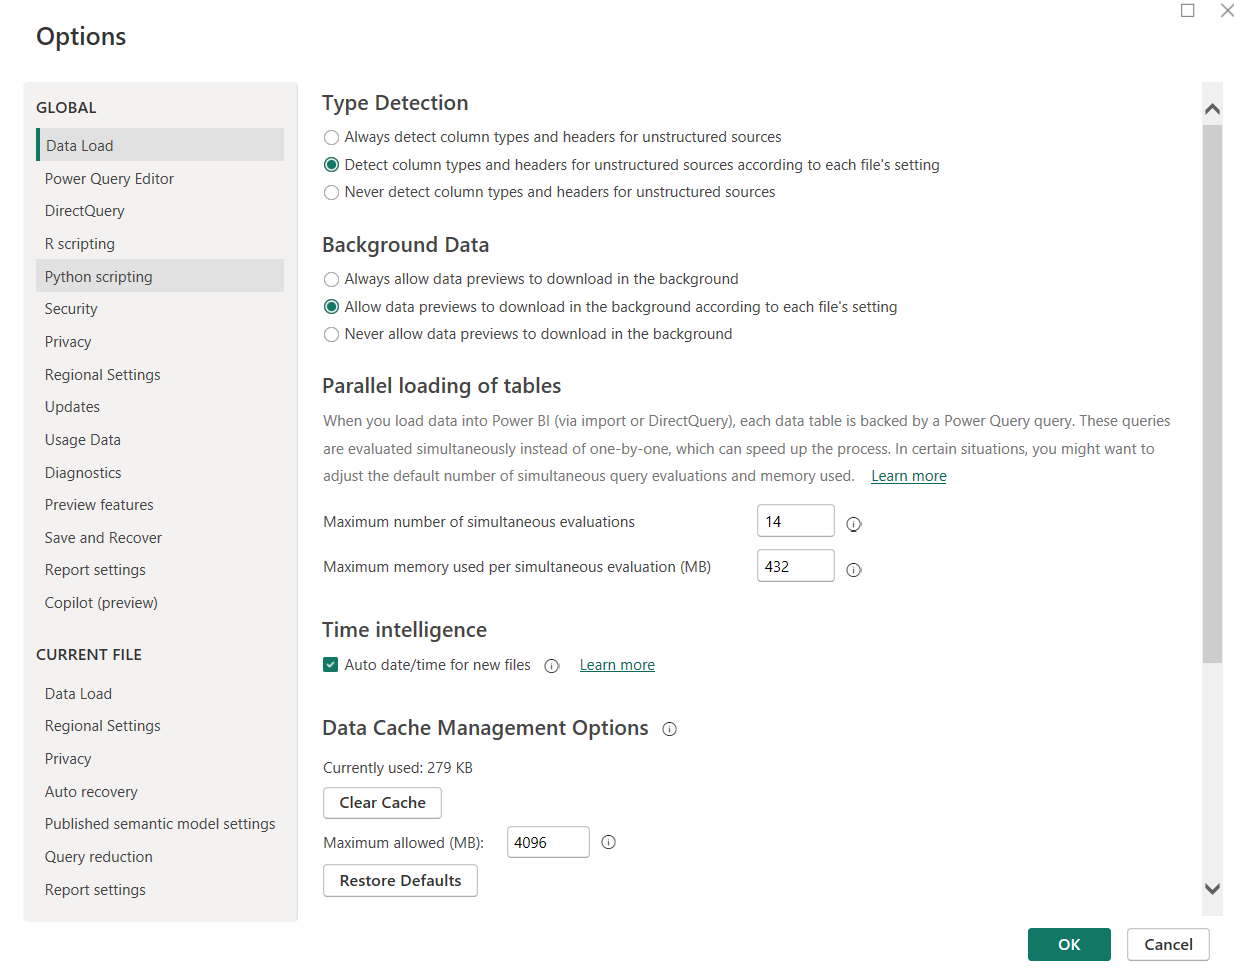 Options
GLOBAL
Data Load
Power Query Editor
DirectQuery
R scripting
Python scripting
Security
Privacy
Regional Settings
Updates
Usage Data
Diagnostics
Preview features
Save and Recover
Report settings
Copilot (preview)
CURRENT FILE
Data Load
Regional Settings
Privacy
Auto recovery
Published semantic model settings
Query reduction
Report settings
Type Detection
Always detect column types and headers for unstructured sources
Detect column types and headers for unstructured sources according to each file's setting
Never detect column types and headers for unstructured sources
Background Data
Always allow data previews to download in the background
Allow data previews to download in the background according to each file's setting
Never allow data previews to download in the background
Parallel loading of tables
When you load data into Power BI (via import or DirectQuery), each data table is backed by a Power Query query. These queries
are evaluated simultaneously instead of one-by-one, which can speed up the process. In certain situations, you might want to
adjust the default number of simultaneous query evaluations and memory used. Learn more
Maximum number of simultaneous evaluations 14
Maximum memory used per simultaneous evaluation (MB) 432
Time intelligence
Auto date/time for new files Learn more
Data Cache Management Options
Currently used: 279 KB
Clear Cache
Maximum allowed (MB): 4096
Restore Defaults
OK Cancel